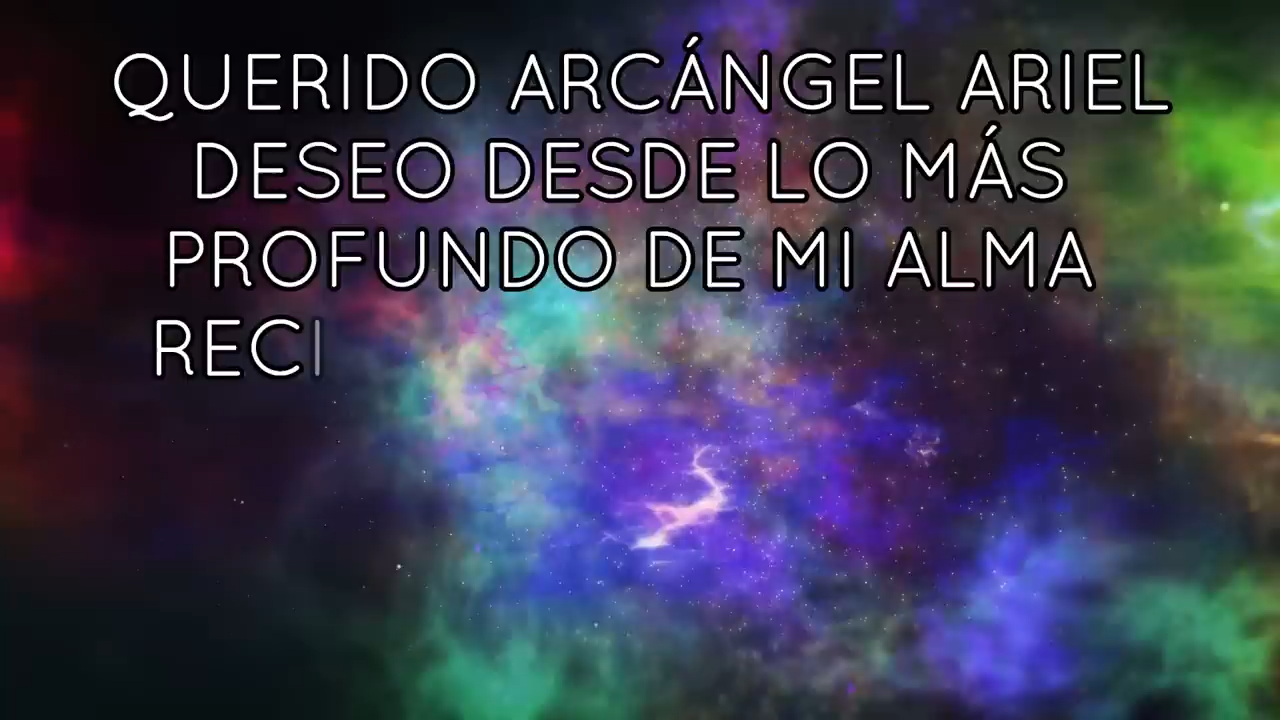 QUERIDO ARCÁNGEL ARIEL
DESEO DESDE LO MÁS
PROFUNDO DE MI ALMA
RECI